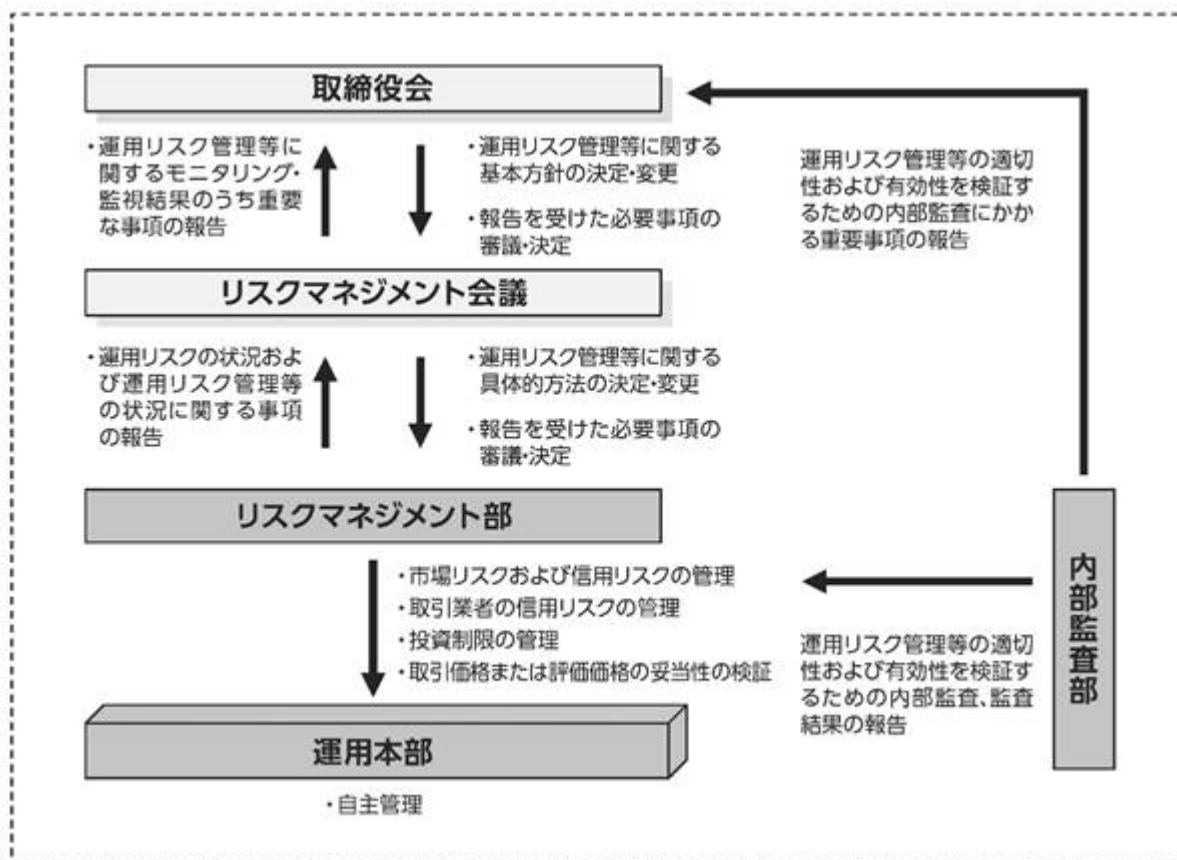 取締役会
・運用リスク管理等に
関するモニタリング・
監視結果のうち重要
な事項の報告
・運用リスク管理等に関する
基本方針の決定・変更
・報告を受けた必要事項の
審議・決定
運用リスク管理等の適切
性および有効性を検証す
るための内部監査にかか
る重要事項の報告
リスクマネジメント会議
・運用リスクの状況およ
び運用リスク管理等
の状況に関する事項
の報告
・運用リスク管理等に関する
具体的方法の決定・変更
・報告を受けた必要事項の
審議・決定
リスクマネジメント部
・市場リスクおよび信用リスクの管理
・取引業者の信用リスクの管理
・投資制限の管理
・取引価格または評価価格の妥当性の検証
内部監査部
運用リスク管理等の適切
性および有効性を検証す
るための内部監査、監査
結果の報告
運用本部
・自主管理